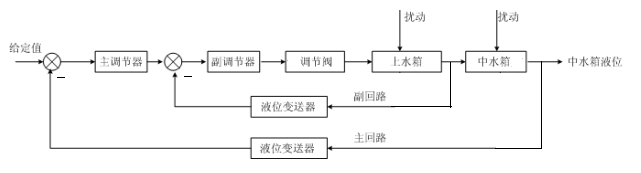 扰动
扰动
给定值
主调节器
副调节器
调节阀
上水箱
中水箱
中水箱液位
副回路
液位变送器
主回路
液位变送器